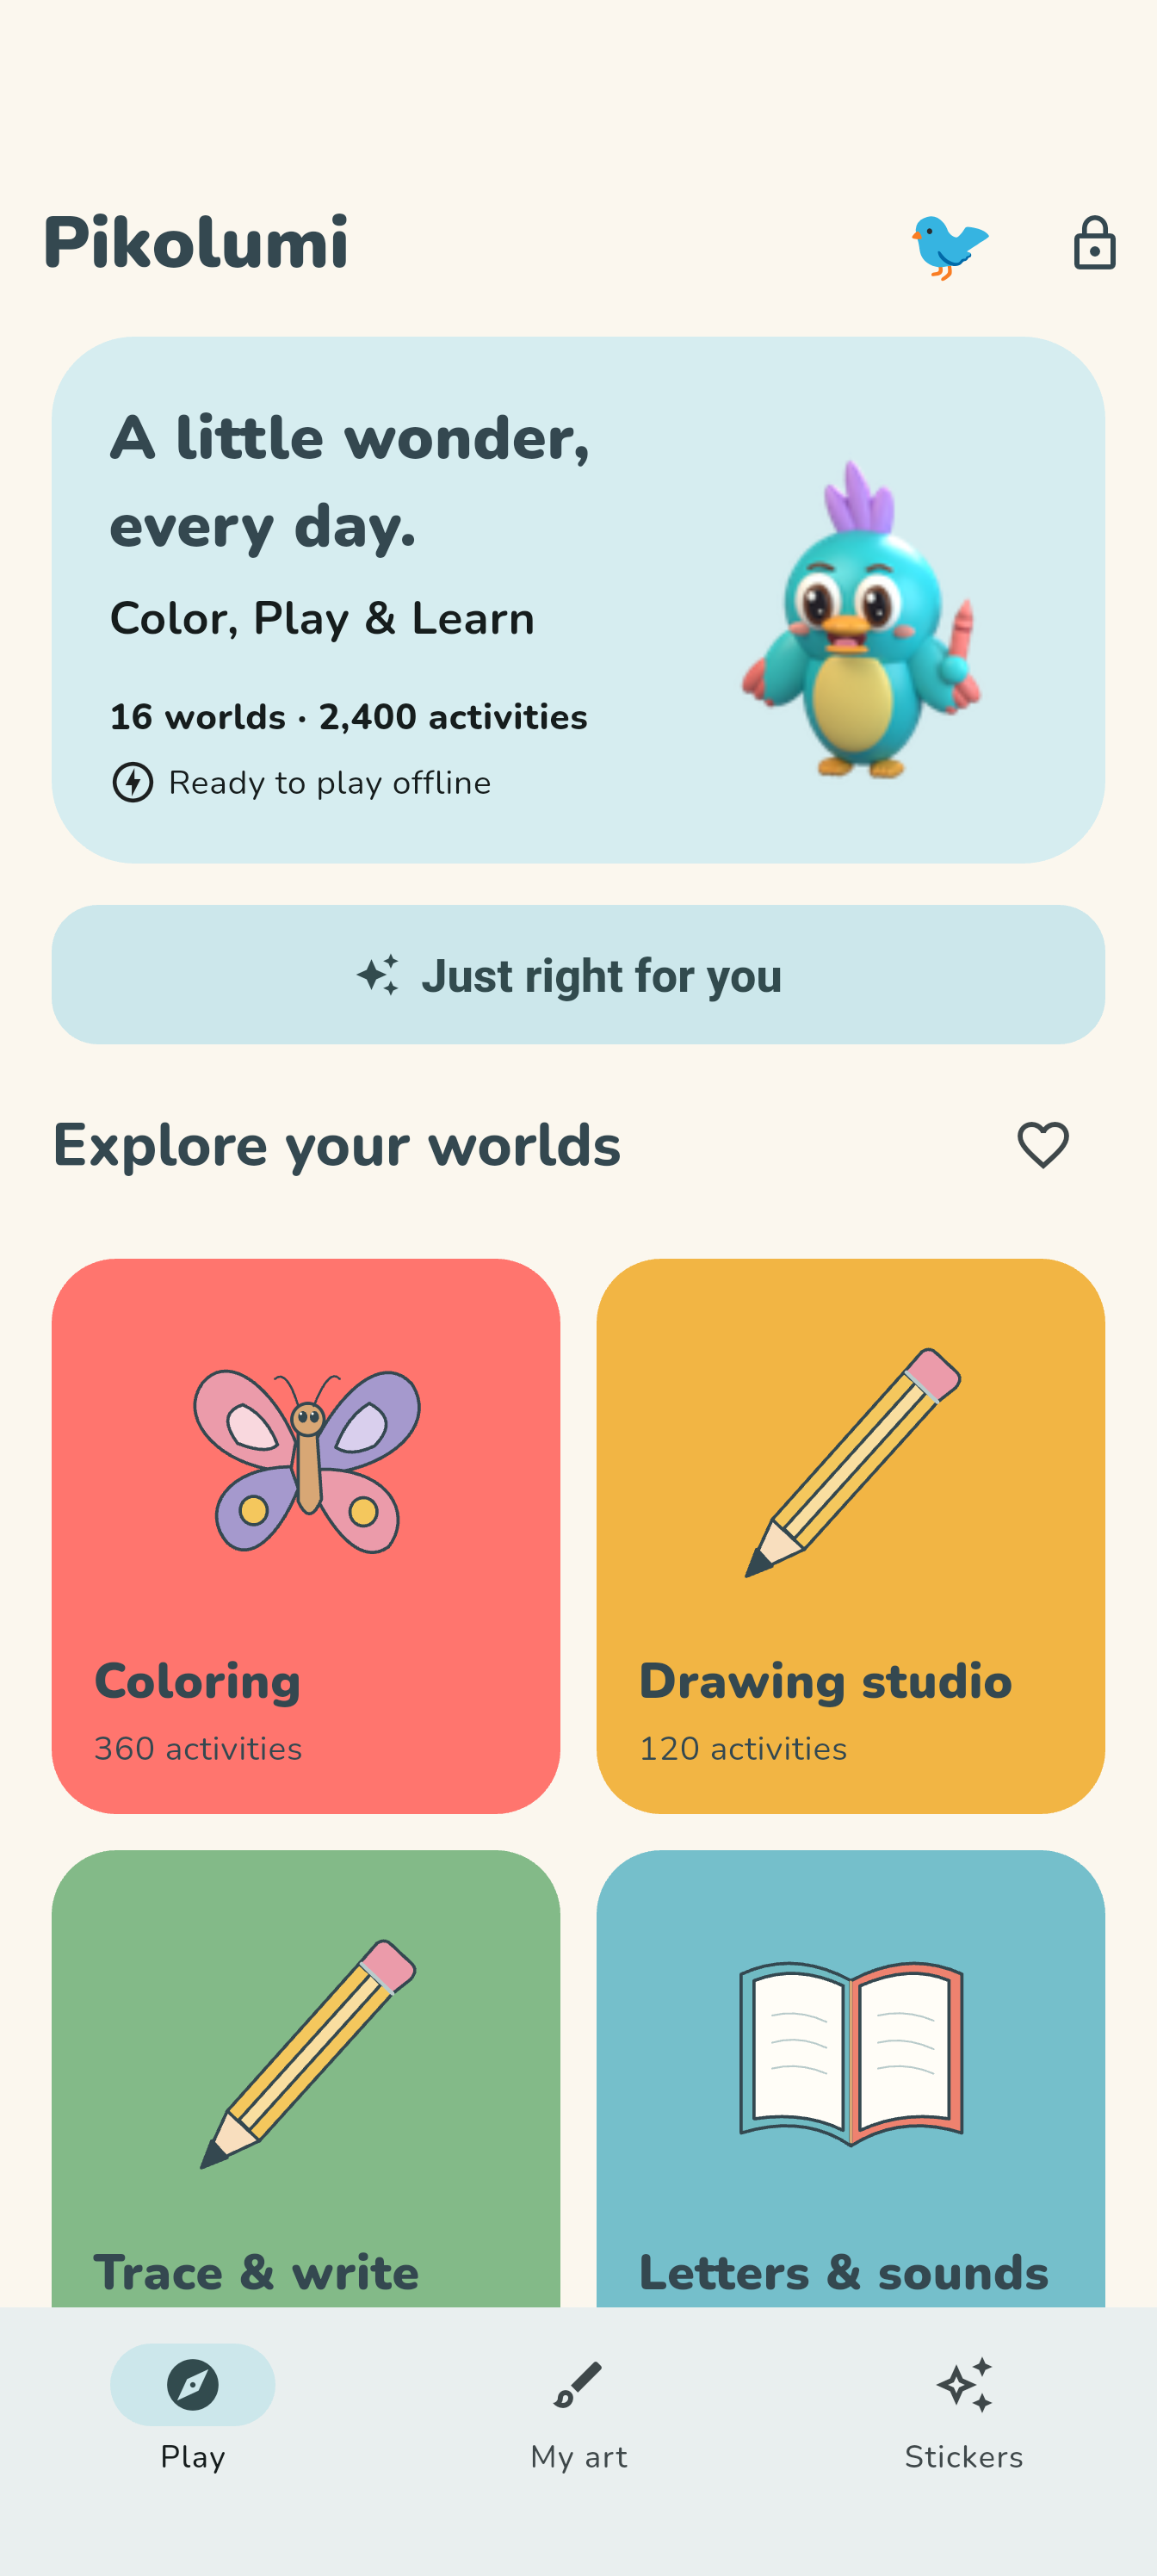 Pikolumi
A little wonder,
every day.
Color, Play & Learn
16 worlds · 2,400 activities
Ready to play offline
Just right for you
Explore your worlds
Coloring
360 activities
Drawing studio
120 activities
Trace & write
Letters & sounds
Play
My art
Stickers